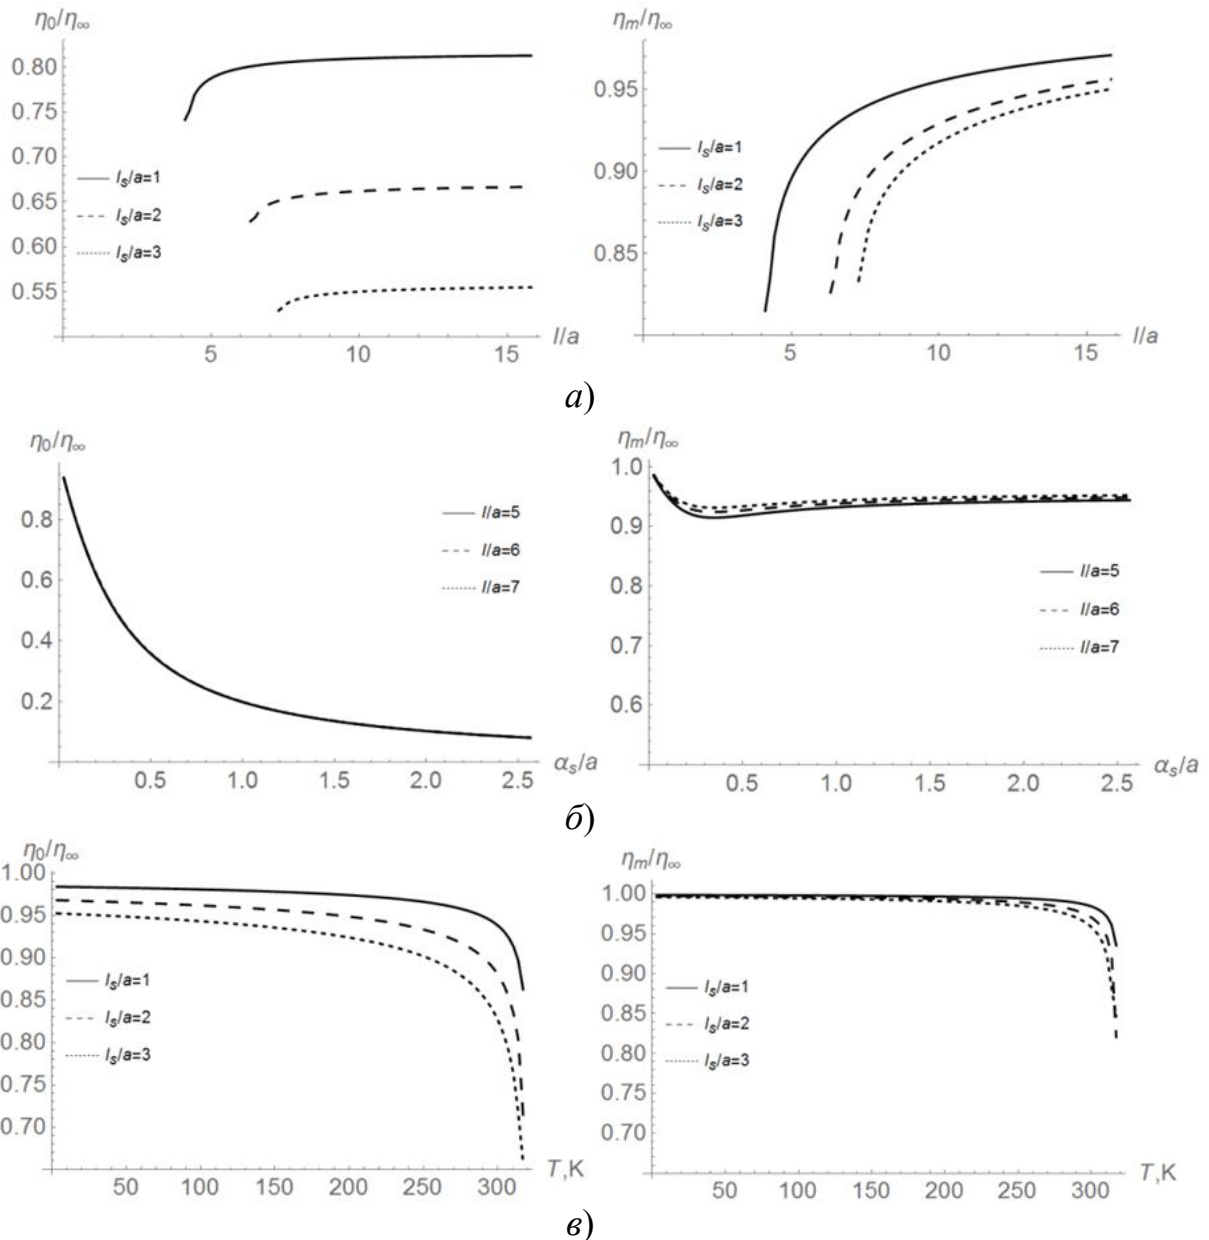 η₀/η∞
0.80
0.75
0.70
0.65
0.60
0.55
5
10
15
l/a
lₛ/a=1
lₛ/a=2
lₛ/a=3
ηₘ/η∞
0.95
0.90
0.85
5
10
15
l/a
lₛ/a=1
lₛ/a=2
lₛ/a=3
а)
η₀/η∞
0.8
0.6
0.4
0.2
0.5
1.0
1.5
2.0
2.5
αₛ/a
l/a=5
l/a=6
l/a=7
ηₘ/η∞
1.0
0.9
0.8
0.7
0.6
0.5
1.0
1.5
2.0
2.5
αₛ/a
l/a=5
l/a=6
l/a=7
б)
η₀/η∞
1.00
0.95
0.90
0.85
0.80
0.75
0.70
50
100
150
200
250
300
T,K
lₛ/a=1
lₛ/a=2
lₛ/a=3
ηₘ/η∞
1.00
0.95
0.90
0.85
0.80
0.75
0.70
50
100
150
200
250
300
T,K
lₛ/a=1
lₛ/a=2
lₛ/a=3
в)